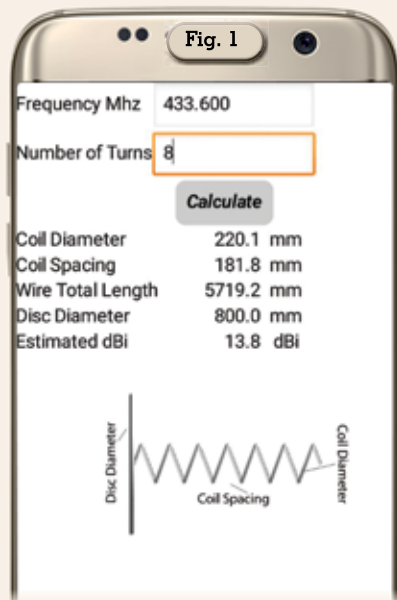 Fig. 1
Frequency Mhz 433.600
Number of Turns 8
Calculate
Coil Diameter 220.1 mm
Coil Spacing 181.8 mm
Wire Total Length 5719.2 mm
Disc Diameter 800.0 mm
Estimated dBi 13.8 dBi
Disc Diameter
Coil Spacing
Coil Diameter